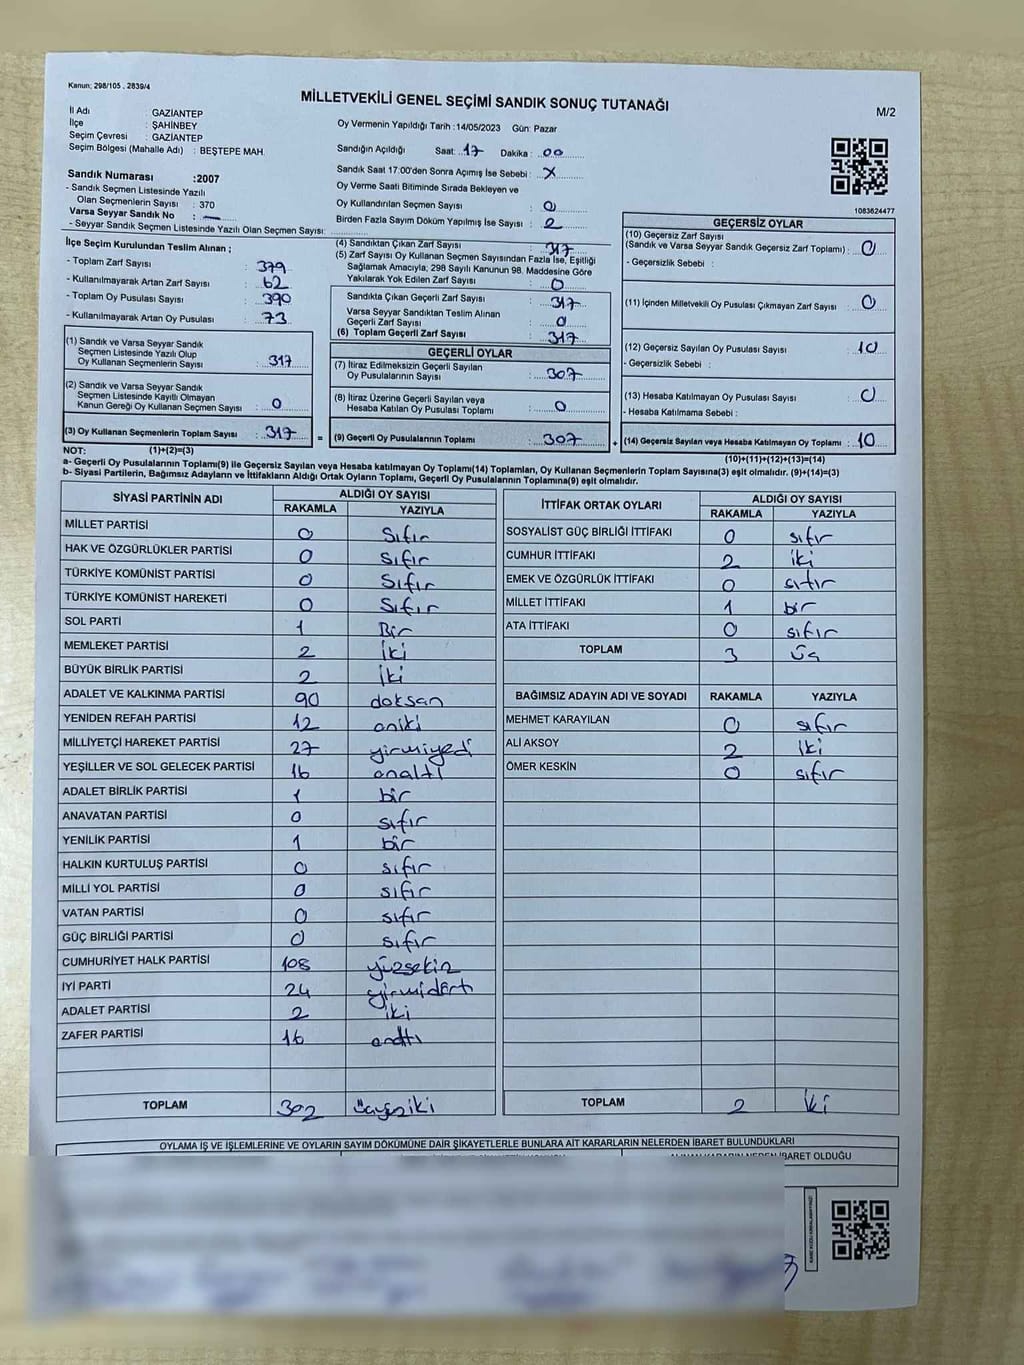 Kanun: 298/105 , 2839/4
MİLLETVEKİLİ GENEL SEÇİMİ SANDIK SONUÇ TUTANAĞI
M/2
İl Adı : GAZİANTEP
İlçe : ŞAHİNBEY
Seçim Çevresi : GAZİANTEP
Seçim Bölgesi (Mahalle Adı) : BEŞTEPE MAH.
Sandık Numarası :2007
- Sandık Seçmen Listesinde Yazılı
Olan Seçmenlerin Sayısı : 370
Varsa Seyyar Sandık No : —
- Seyyar Sandık Seçmen Listesinde Yazılı Olan Seçmen Sayısı:
Oy Vermenin Yapıldığı Tarih :14/05/2023 Gün: Pazar
Sandığın Açıldığı Saat: 17 Dakika : 00
Sandık Saat 17.00'den Sonra Açımış İse Sebebi : X
Oy Verme Saati Bitiminde Sırada Bekleyen ve
Oy Kullandırılan Seçmen Sayısı : 0
Birden Fazla Sayım Döküm Yapılmış İse Sayısı : 2
1083624477
İlçe Seçim Kurulundan Teslim Alınan ;
- Toplam Zarf Sayısı : 379
- Kullanılmayarak Artan Zarf Sayısı : 62
- Toplam Oy Pusulası Sayısı : 390
- Kullanılmayarak Artan Oy Pusulası : 73
(1) Sandık ve Varsa Seyyar Sandık
Seçmen Listesinde Yazılı Olup
Oy Kullanan Seçmenlerin Sayısı : 317
(2) Sandık ve Varsa Seyyar Sandık
Seçmen Listesinde Kayıtlı Olmayan
Kanun Gereği Oy Kullanan Seçmen Sayısı : 0
(3) Oy Kullanan Seçmenlerin Toplam Sayısı : 317 =
(4) Sandıktan Çıkan Zarf Sayısı : 317
(5) Zarf Sayısı Oy Kullanan Seçmen Sayısından Fazla İse, Eşitliği
Sağlamak Amacıyla; 298 Sayılı Kanunun 98. Maddesine Göre
Yakılarak Yok Edilen Zarf Sayısı : 0
Sandıkta Çıkan Geçerli Zarf Sayısı : 317
Varsa Seyyar Sandıktan Teslim Alınan
Geçerli Zarf Sayısı : 0
(6) Toplam Geçerli Zarf Sayısı : 317
GEÇERLİ OYLAR
(7) İtiraz Edilmeksizin Geçerli Sayılan
Oy Pusulalarının Sayısı : 307
(8) İtiraz Üzerine Geçerli Sayılan veya
Hesaba Katılan Oy Pusulası Toplamı : 0
(9) Geçerli Oy Pusulalarının Toplamı : 307 +
GEÇERSİZ OYLAR
(10) Geçersiz Zarf Sayısı
(Sandık ve Varsa Seyyar Sandık Geçersiz Zarf Toplamı) : 0
- Geçersizlik Sebebi :
(11) İçinden Milletvekili Oy Pusulası Çıkmayan Zarf Sayısı : 0
(12) Geçersiz Sayılan Oy Pusulası Sayısı : 10
- Geçersizlik Sebebi :
(13) Hesaba Katılmayan Oy Pusulası Sayısı : 0
- Hesaba Katılmama Sebebi :
(14) Geçersiz Sayılan veya Hesaba Katılmayan Oy Toplamı : 10
NOT: (1)+(2)=(3)
(10)+(11)+(12)+(13)=(14)
a- Geçerli Oy Pusulalarının Toplamı(9) ile Geçersiz Sayılan veya Hesaba katılmayan Oy Toplamı(14) Toplamları, Oy Kullanan Seçmenlerin Toplam Sayısına(3) eşit olmalıdır. (9)+(14)=(3)
b- Siyasi Partilerin, Bağımsız Adayların ve İttifakların Aldığı Ortak Oyların Toplamı, Geçerli Oy Pusulalarının Toplamına(9) eşit olmalıdır.
SİYASİ PARTİNİN ADI ALDIĞI OY SAYISI
RAKAMLA YAZIYLA
MİLLET PARTİSİ 0 Sıfır
HAK VE ÖZGÜRLÜKLER PARTİSİ 0 Sıfır
TÜRKİYE KOMÜNİST PARTİSİ 0 Sıfır
TÜRKİYE KOMÜNİST HAREKETİ 0 Sıfır
SOL PARTİ 1 Bir
MEMLEKET PARTİSİ 2 iki
BÜYÜK BİRLİK PARTİSİ 2 iki
ADALET VE KALKINMA PARTİSİ 90 doksan
YENİDEN REFAH PARTİSİ 12 oniki
MİLLİYETÇİ HAREKET PARTİSİ 27 yirmiyedi
YEŞİLLER VE SOL GELECEK PARTİSİ 16 onaltı
ADALET BİRLİK PARTİSİ 1 bir
ANAVATAN PARTİSİ 0 sıfır
YENİLİK PARTİSİ 1 bir
HALKIN KURTULUŞ PARTİSİ 0 sıfır
MİLLİ YOL PARTİSİ 0 sıfır
VATAN PARTİSİ 0 sıfır
GÜÇ BİRLİĞİ PARTİSİ 0 sıfır
CUMHURİYET HALK PARTİSİ 108 yüzsekiz
İYİ PARTİ 24 yirmidört
ADALET PARTİSİ 2 iki
ZAFER PARTİSİ 16 onaltı
TOPLAM 302 üçyüziki
İTTİFAK ORTAK OYLARI ALDIĞI OY SAYISI
RAKAMLA YAZIYLA
SOSYALİST GÜÇ BİRLİĞİ İTTİFAKI 0 sıfır
CUMHUR İTTİFAKI 2 iki
EMEK VE ÖZGÜRLÜK İTTİFAKI 0 sıfır
MİLLET İTTİFAKI 1 bir
ATA İTTİFAKI 0 sıfır
TOPLAM 3 üç
BAĞIMSIZ ADAYIN ADI VE SOYADI RAKAMLA YAZIYLA
MEHMET KARAYILAN 0 sıfır
ALİ AKSOY 2 iki
ÖMER KESKİN 0 sıfır
TOPLAM 2 iki
OYLAMA İŞ VE İŞLEMLERİNE VE OYLARIN SAYIM DÖKÜMÜNE DAİR ŞİKAYETLERLE BUNLARA AİT KARARLARIN NELERDEN İBARET BULUNDUKLARI
İBARET OLDUĞU